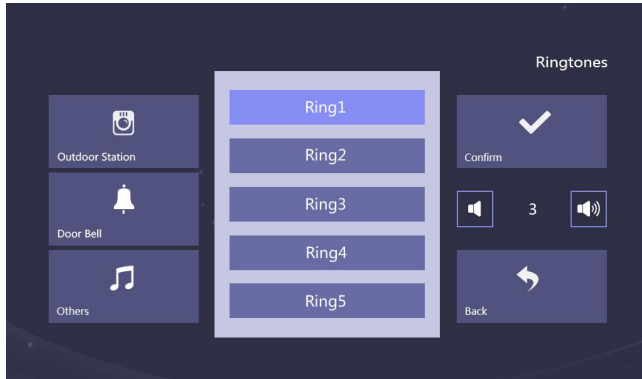 Ringtones
Outdoor Station
Door Bell
Others
Ring1
Ring2
Ring3
Ring4
Ring5
Confirm
3
Back